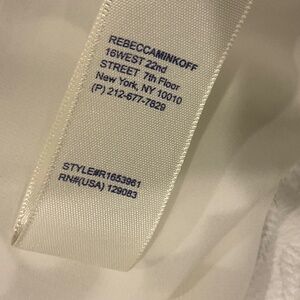 REBECCAMINKOFF
16WEST 22nd
STREET 7th Floor
New York, NY 10010
(P) 212-677-7829
STYLE#R1653961
RN#(USA) 129083